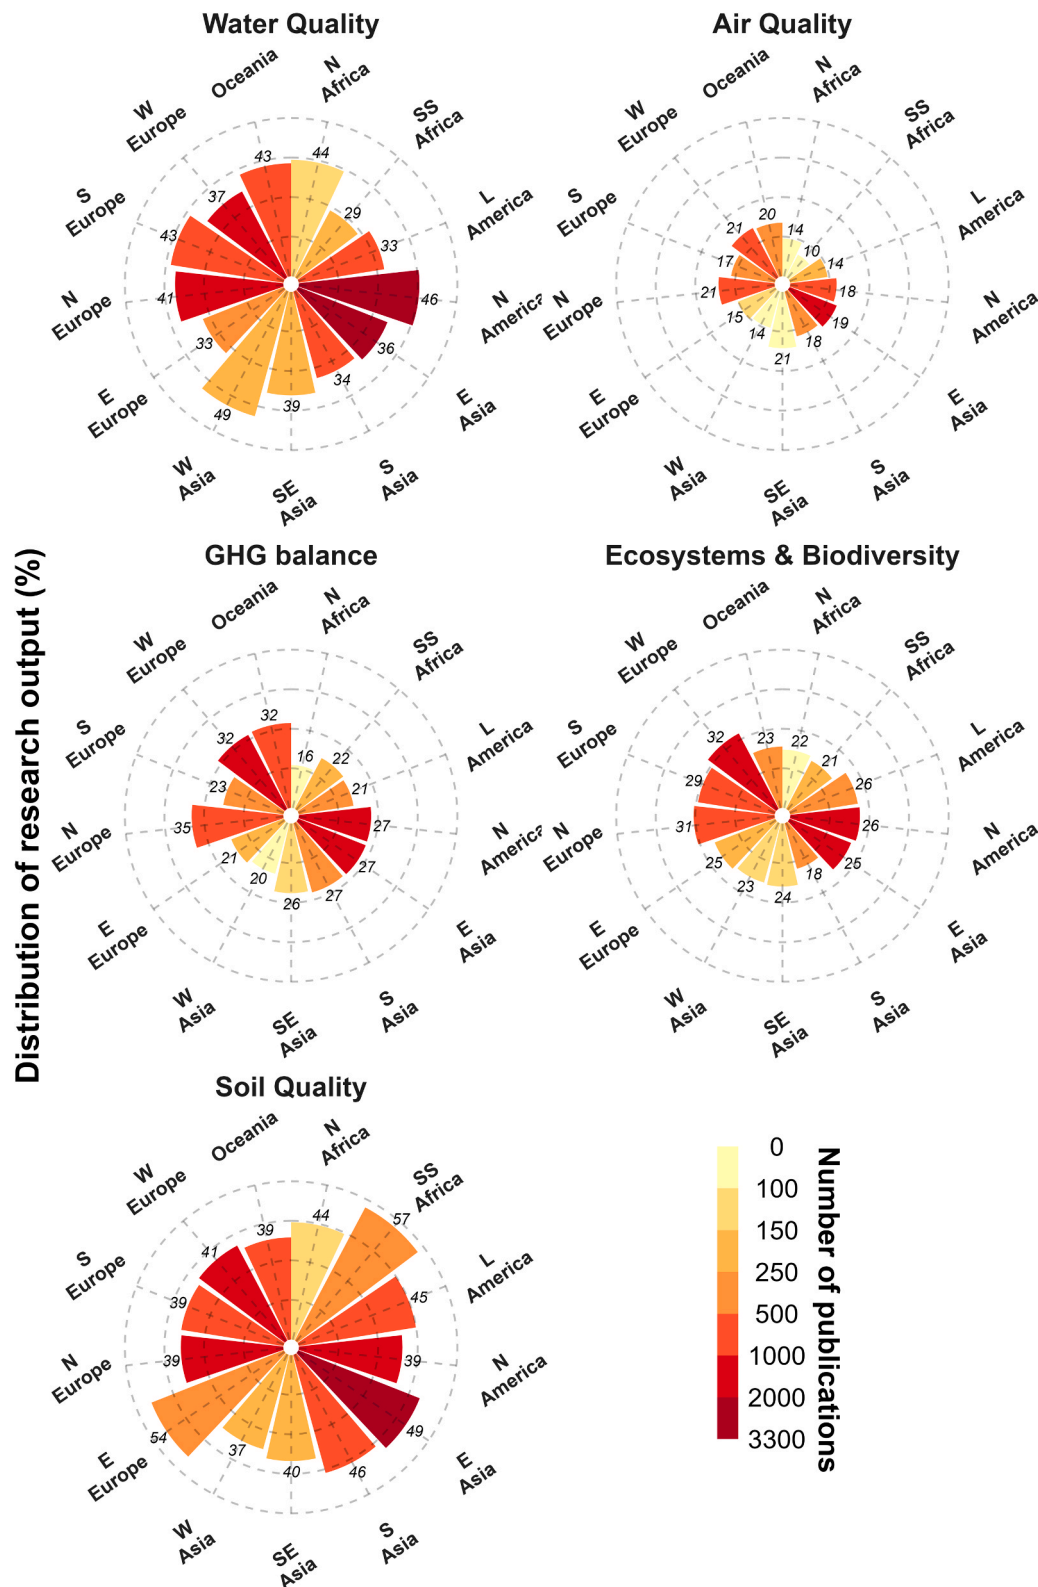 Water Quality
Oceania
N
Africa
SS
Africa
L
America
N
America
E
Asia
S
Asia
SE
Asia
W
Asia
E
Europe
N
Europe
S
Europe
W
Europe
43
44
29
33
46
36
34
39
49
33
41
43
37
Air Quality
Oceania
N
Africa
SS
Africa
L
America
N
America
E
Asia
S
Asia
SE
Asia
W
Asia
E
Europe
N
Europe
S
Europe
W
Europe
20
14
10
14
18
19
18
21
14
15
21
17
21
Distribution of research output (%)
GHG balance
Oceania
N
Africa
SS
Africa
L
America
N
America
E
Asia
S
Asia
SE
Asia
W
Asia
E
Europe
N
Europe
S
Europe
W
Europe
32
16
22
21
27
27
27
26
20
21
35
23
32
Ecosystems & Biodiversity
Oceania
N
Africa
SS
Africa
L
America
N
America
E
Asia
S
Asia
SE
Asia
W
Asia
E
Europe
N
Europe
S
Europe
W
Europe
23
22
21
26
26
25
18
24
23
25
31
29
32
Soil Quality
Oceania
N
Africa
SS
Africa
L
America
N
America
E
Asia
S
Asia
SE
Asia
W
Asia
E
Europe
N
Europe
S
Europe
W
Europe
39
44
57
45
39
49
46
40
37
54
39
39
41
0
100
150
250
500
1000
2000
3300
Number of publications